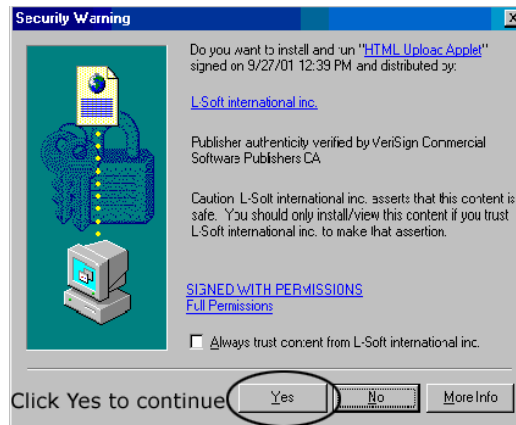 Security Warning
Do you want to install and run "HTML Upload Applet"
signed on 9/27/01 12:39 PM and distributed by:
L-Soft international inc.
Publisher authenticity verified by VeriSign Commercial
Software Publishers CA
Caution: L-Soft international inc. asserts that this content is
safe. You should only install/view this content if you trust
L-Soft international inc. to make that assertion.
SIGNED WITH PERMISSIONS
Full Permissions
Always trust content from L-Soft international inc.
Click Yes to continue Yes No More Info